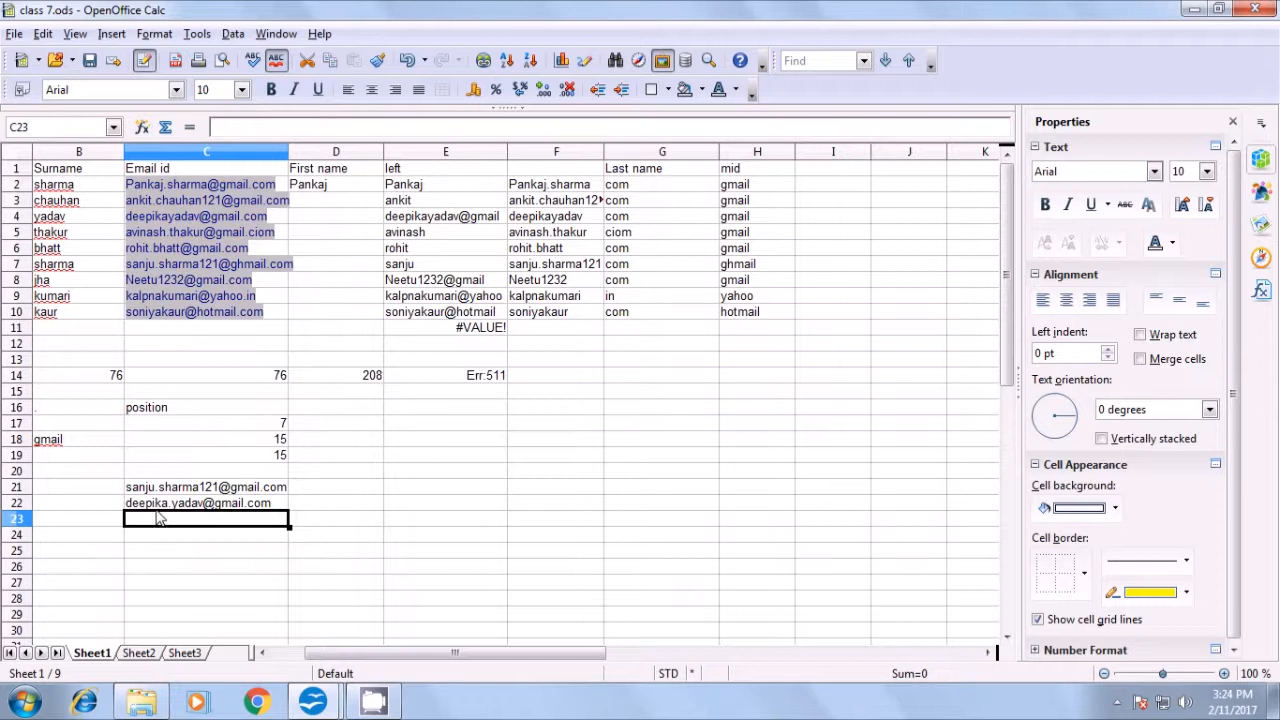 class 7.ods - OpenOffice Calc
File Edit View Insert Format Tools Data Window Help
Find
Arial 10
C23
B C D E F G H I J K
1 Surname Email id First name left Last name mid
2 sharma Pankaj.sharma@gmail.com Pankaj Pankaj Pankaj.sharma com gmail
3 chauhan ankit.chauhan121@gmail.com ankit ankit.chauhan12 com gmail
4 yadav deepikayadav@gmail.com deepikayadav@gmail deepikayadav com gmail
5 thakur avinash.thakur@gmail.ciom avinash avinash.thakur ciom gmail
6 bhatt rohit.bhatt@gmail.com rohit rohit.bhatt com gmail
7 sharma sanju.sharma121@ghmail.com sanju sanju.sharma121 com ghmail
8 jha Neetu1232@gmail.com Neetu1232@gmail Neetu1232 com gmail
9 kumari kalpnakumari@yahoo.in kalpnakumari@yahoo kalpnakumari in yahoo
10 kaur soniyakaur@hotmail.com soniyakaur@hotmail soniyakaur com hotmail
11 #VALUE!
12
13
14 76 76 208 Err:511
15
16 . position
17 7
18 gmail 15
19 15
20
21 sanju.sharma121@gmail.com
22 deepika.yadav@gmail.com
23
24
25
26
27
28
29
30
Sheet1 Sheet2 Sheet3
Sheet 1 / 9 Default STD * Sum=0 100 %
Properties
Text
Arial 10
Alignment
Left indent: Wrap text
0 pt Merge cells
Text orientation:
0 degrees
Vertically stacked
Cell Appearance
Cell background:
Cell border:
Show cell grid lines
Number Format
3:24 PM
2/11/2017